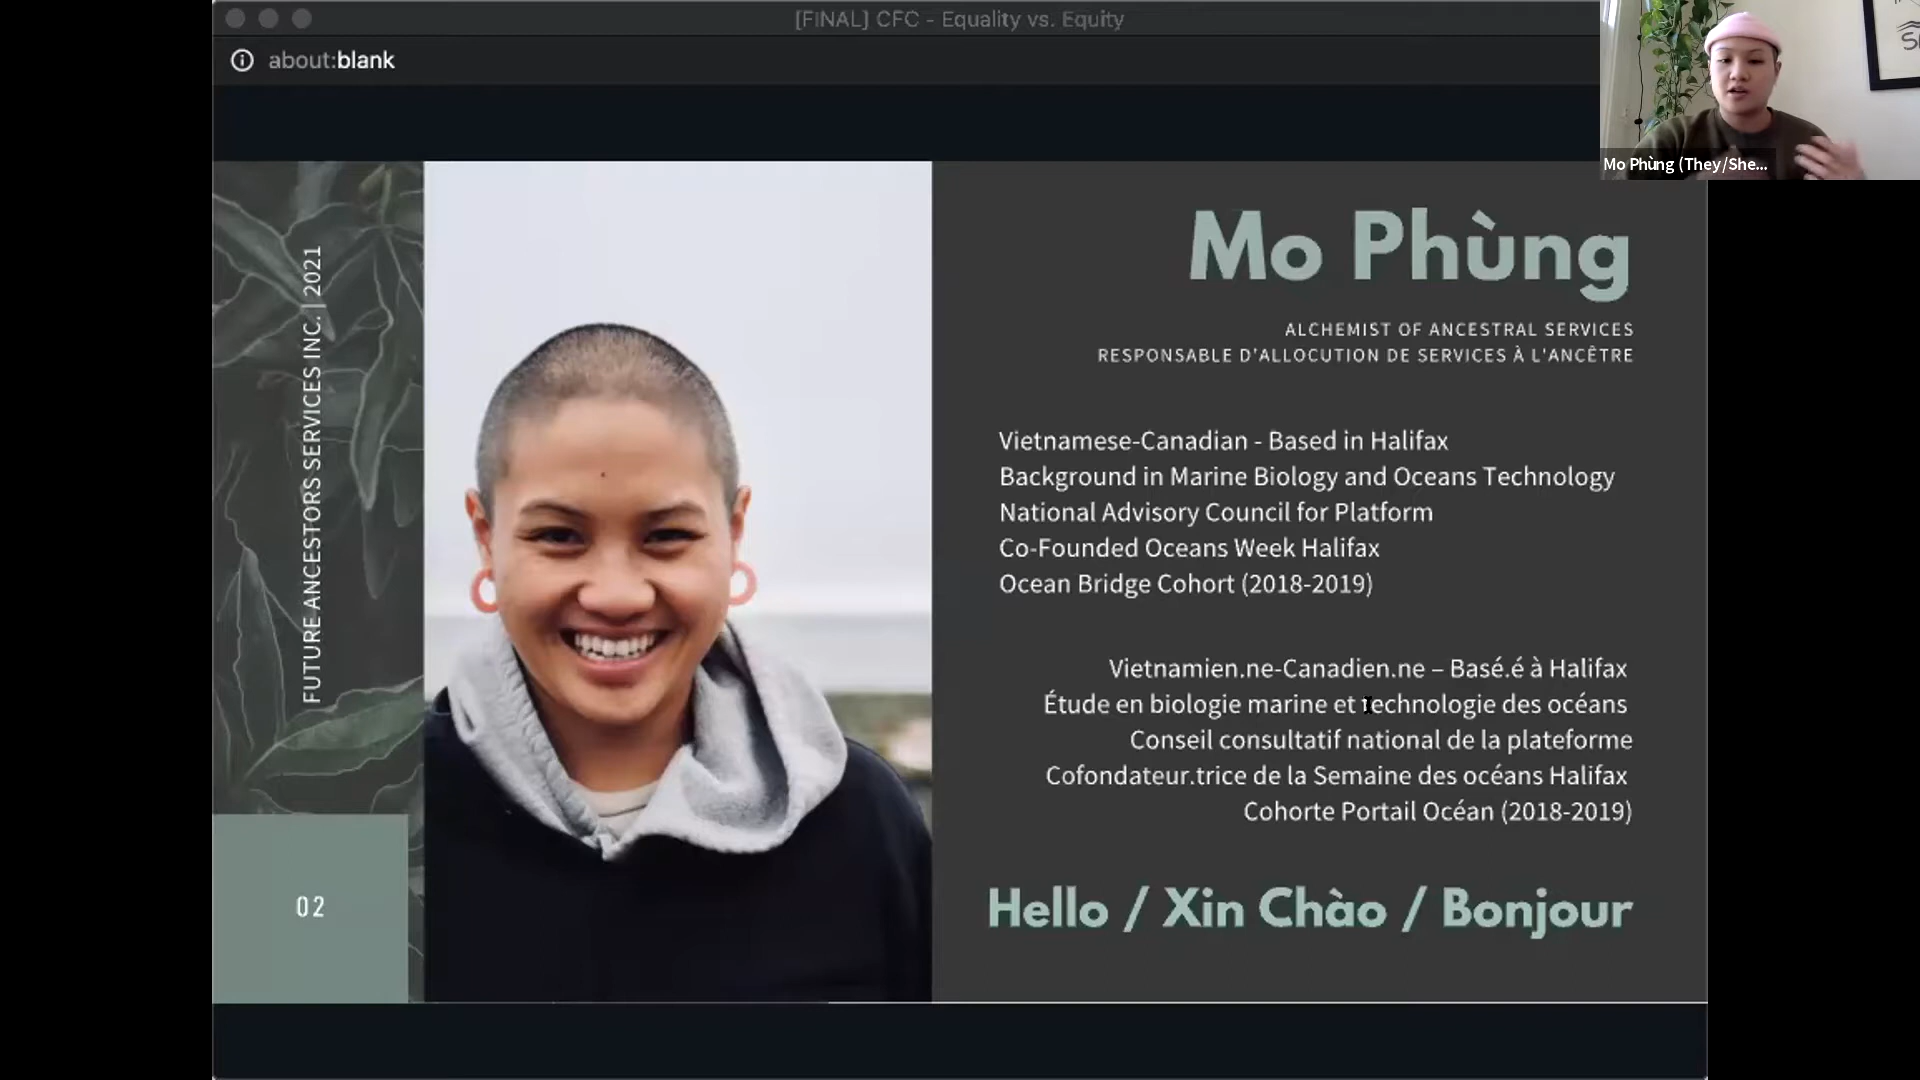 [FINAL] CFC - Equality vs. Equity
about:blank
Mo Phùng (They/She...
FUTURE ANCESTORS SERVICES INC. | 2021
02
Mo Phùng
ALCHEMIST OF ANCESTRAL SERVICES
RESPONSABLE D'ALLOCUTION DE SERVICES À L'ANCÊTRE
Vietnamese-Canadian - Based in Halifax
Background in Marine Biology and Oceans Technology
National Advisory Council for Platform
Co-Founded Oceans Week Halifax
Ocean Bridge Cohort (2018-2019)
Vietnamien.ne-Canadien.ne – Basé.é à Halifax
Étude en biologie marine et technologie des océans
Conseil consultatif national de la plateforme
Cofondateur.trice de la Semaine des océans Halifax
Cohorte Portail Océan (2018-2019)
Hello / Xin Chào / Bonjour